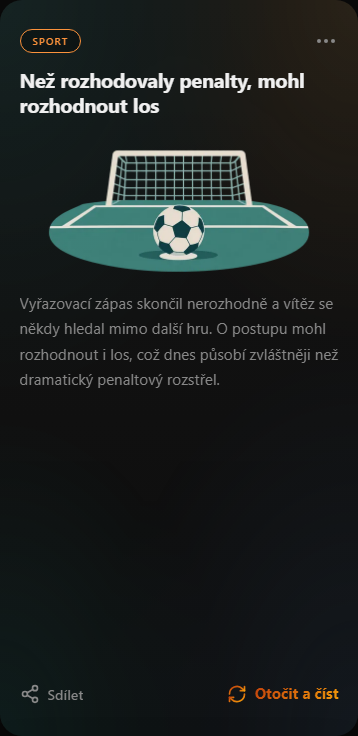 SPORT
Než rozhodovaly penalty, mohl
rozhodnout los
Vyřazovací zápas skončil nerozhodně a vítěz se
někdy hledal mimo další hru. O postupu mohl
rozhodnout i los, což dnes působí zvláštněji než
dramatický penaltový rozstřel.
Sdílet
Otočit a číst